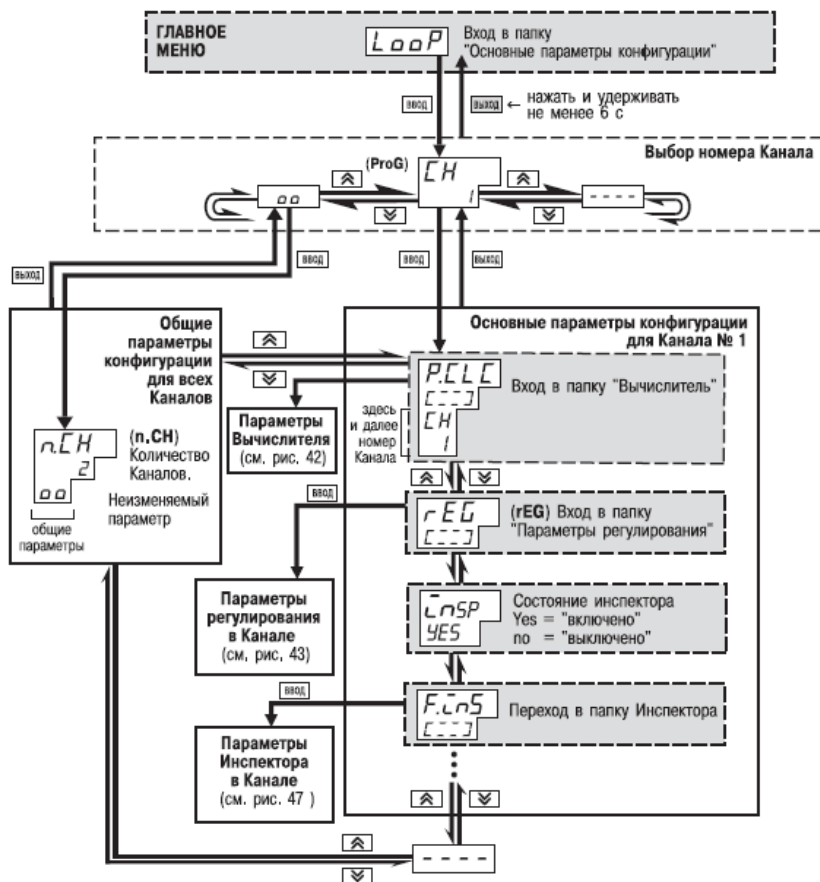 ГЛАВНОЕ
МЕНЮ
LooP
Вход в папку
"Основные параметры конфигурации"
ввод
выход
← нажать и удерживать
не менее 6 с
Выбор номера Канала
(ProG)
CH
1
oo
- - - -
выход
ввод
ввод
выход
Общие
параметры
конфигурации
для всех
Каналов
n.CH
2
oo
(n.CH)
Количество
Каналов.
Неизменяемый
параметр
общие
параметры
Основные параметры конфигурации
для Канала № 1
P.CLC
[---]
CH
1
Вход в папку "Вычислитель"
здесь
и далее
номер
Канала
Параметры
Вычислителя
(см. рис. 42)
ввод
rEG
[---]
(rEG) Вход в папку
"Параметры регулирования"
Параметры
регулирования
в Канале
(см, рис, 43)
inSP
YES
Состояние инспектора
Yes = "включено"
no = "выключено"
ввод
F.inS
[---]
Переход в папку Инспектора
Параметры
Инспектора
в Канале
(см. рис. 47 )
- - - -